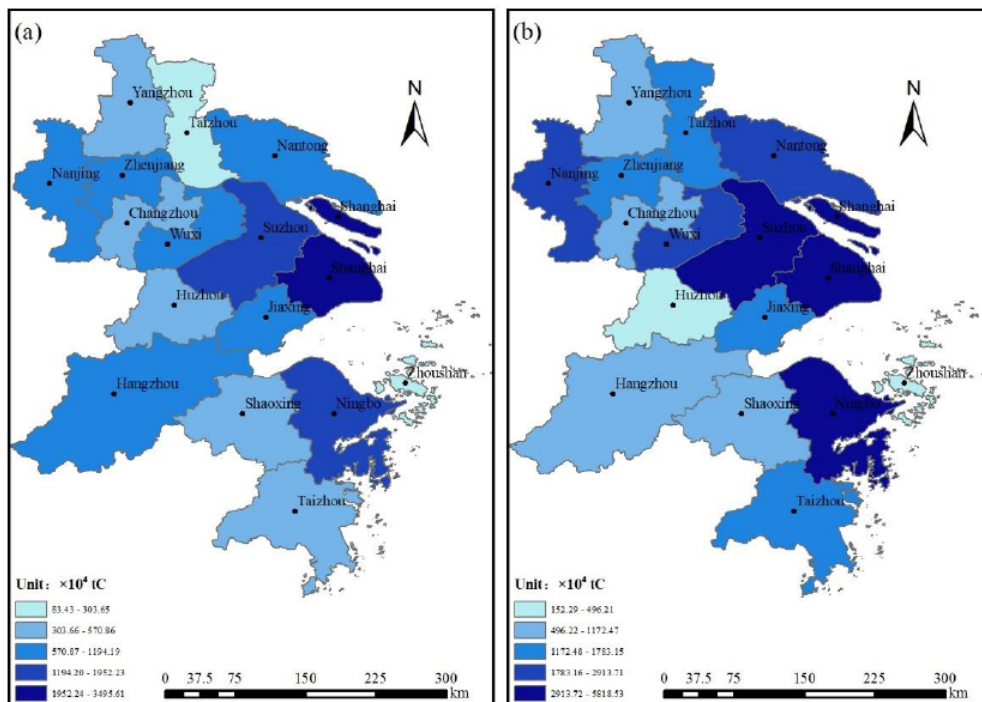 (a)
N
Yangzhou
Taizhou
Nantong
Zhenjiang
Nanjing
Changzhou
Shanghai
Wuxi
Suzhou
Shanghai
Huzhou
Jiaxing
Zhoushan
Hangzhou
Shaoxing
Ningbo
Taizhou
Unit: ×10⁴ tC
83.43 - 303.65
303.66 - 570.86
570.87 - 1194.19
1194.20 - 1952.23
1952.24 - 3495.61
0 37.5 75 150 225 300
km
(b)
N
Yangzhou
Taizhou
Nantong
Zhenjiang
Nanjing
Changzhou
Shanghai
Wuxi
Suzhou
Shanghai
Huzhou
Jiaxing
Zhoushan
Hangzhou
Shaoxing
Ningbo
Taizhou
Unit: ×10⁴ tC
152.29 - 496.21
496.22 - 1172.47
1172.48 - 1783.15
1783.16 - 2913.71
2913.72 - 5818.53
0 37.5 75 150 225 300
km